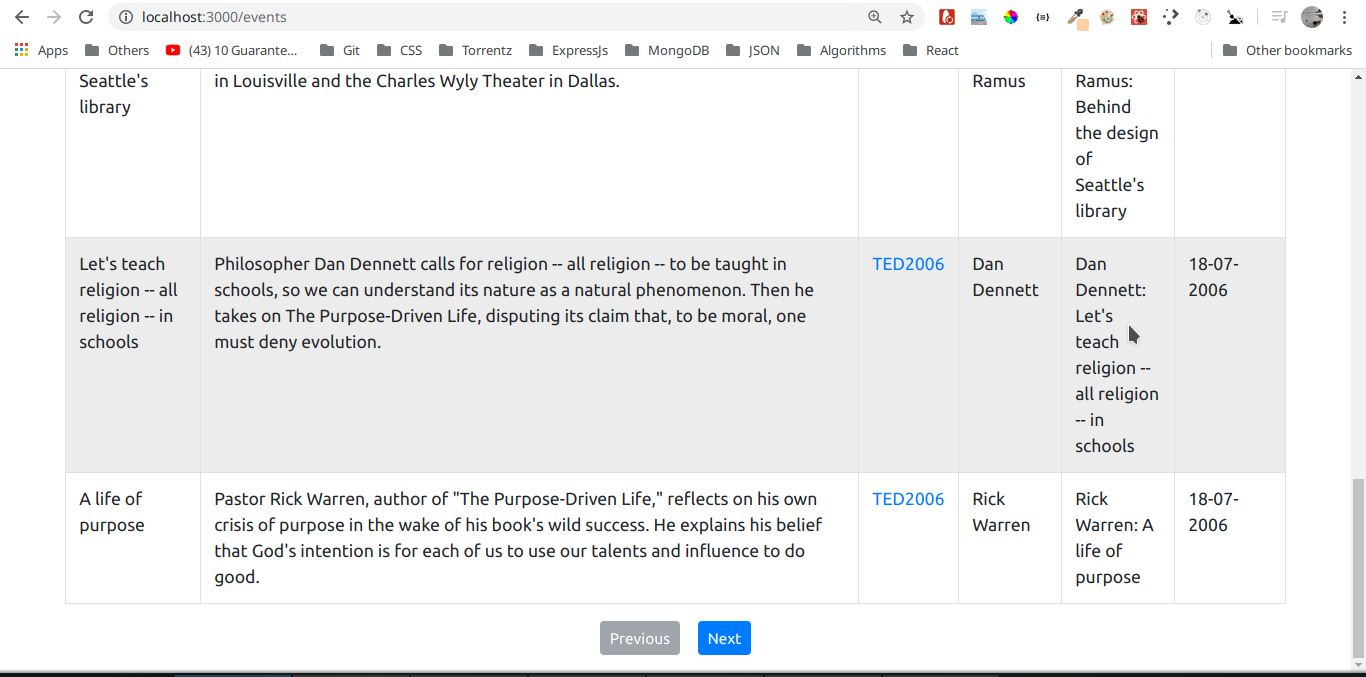 localhost:3000/events
Apps Others (43) 10 Guarante... Git CSS Torrentz ExpressJs MongoDB JSON Algorithms React Other bookmarks
Seattle's
library
in Louisville and the Charles Wyly Theater in Dallas.
Ramus
Ramus:
Behind
the design
of
Seattle's
library
Let's teach
religion -- all
religion -- in
schools
Philosopher Dan Dennett calls for religion -- all religion -- to be taught in
schools, so we can understand its nature as a natural phenomenon. Then he
takes on The Purpose-Driven Life, disputing its claim that, to be moral, one
must deny evolution.
TED2006
Dan
Dennett
Dan
Dennett:
Let's
teach
religion --
all religion
-- in
schools
18-07-
2006
A life of
purpose
Pastor Rick Warren, author of "The Purpose-Driven Life," reflects on his own
crisis of purpose in the wake of his book's wild success. He explains his belief
that God's intention is for each of us to use our talents and influence to do
good.
TED2006
Rick
Warren
Rick
Warren: A
life of
purpose
18-07-
2006
Previous Next